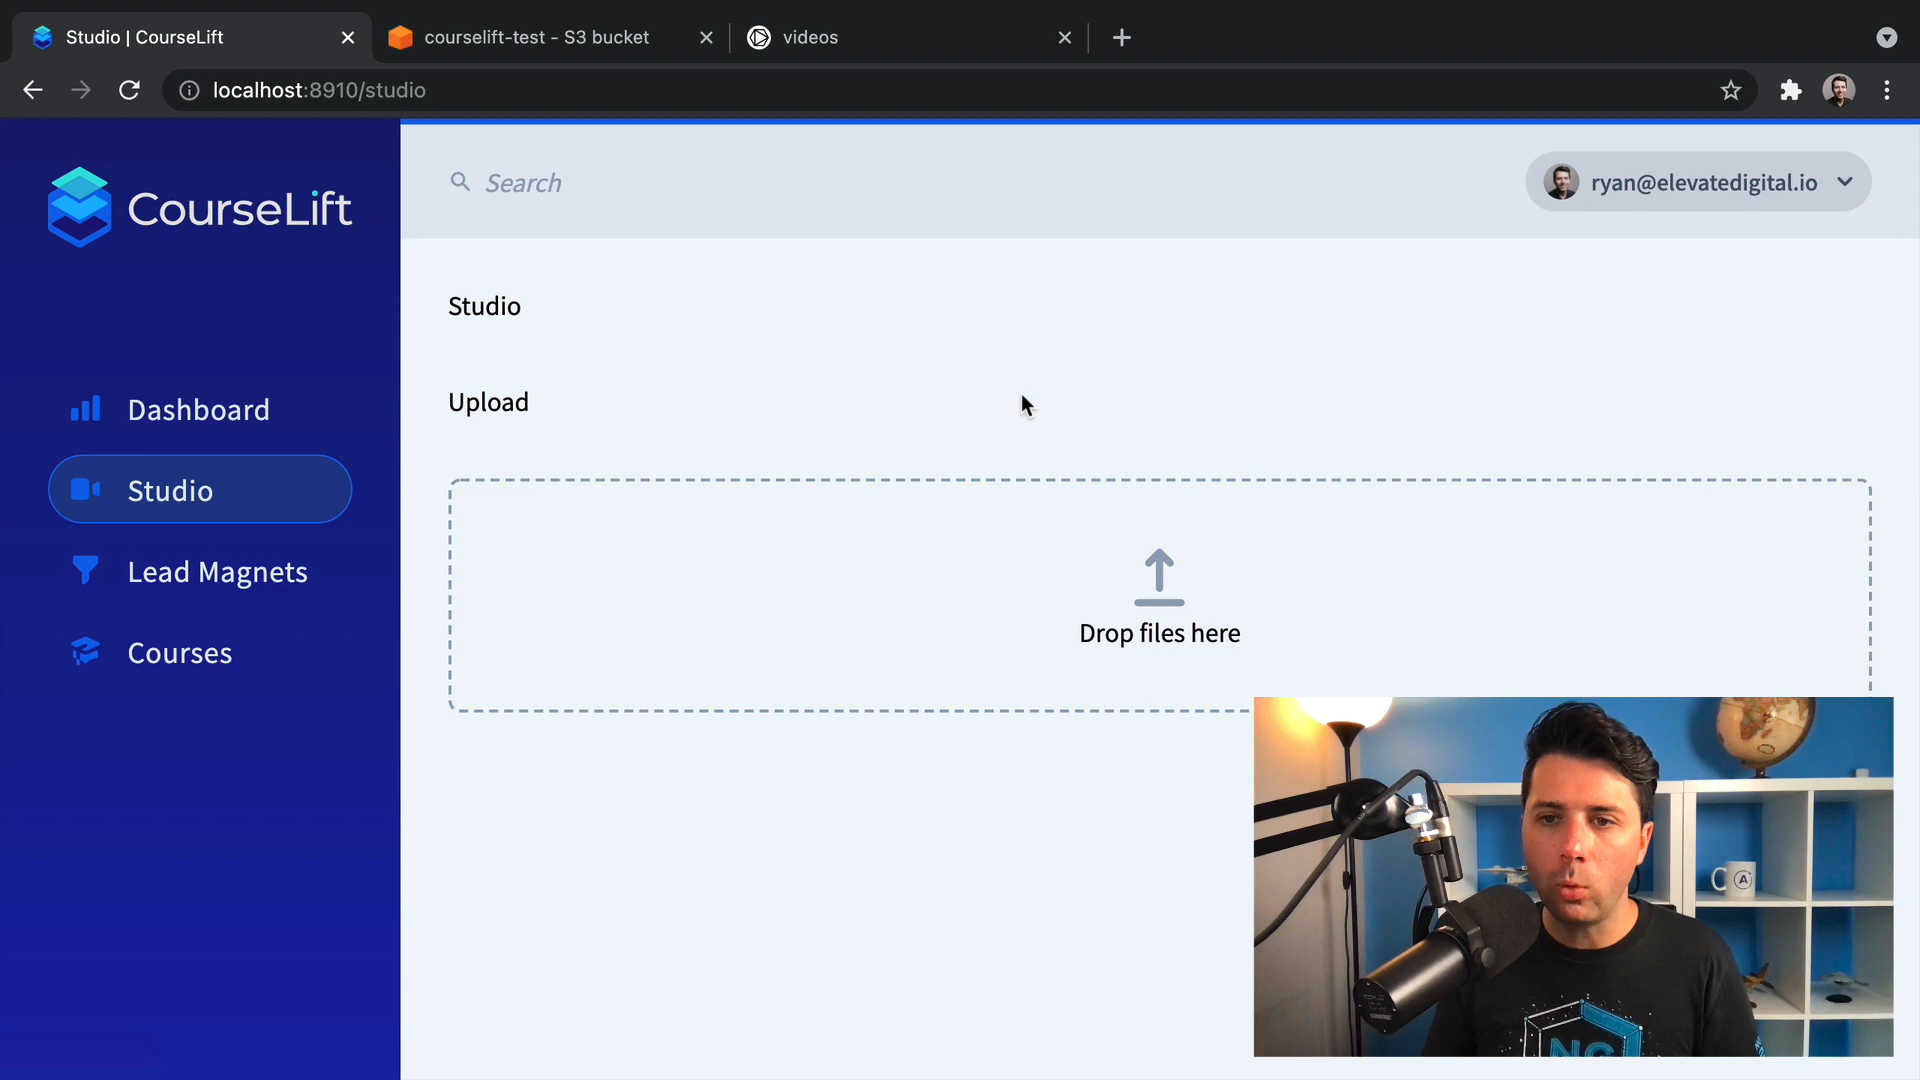 Studio | CourseLift
courselift-test - S3 bucket
videos
localhost:8910/studio
CourseLift
Search
ryan@elevatedigital.io
Dashboard
Studio
Lead Magnets
Courses
Studio
Upload
Drop files here
A
NG